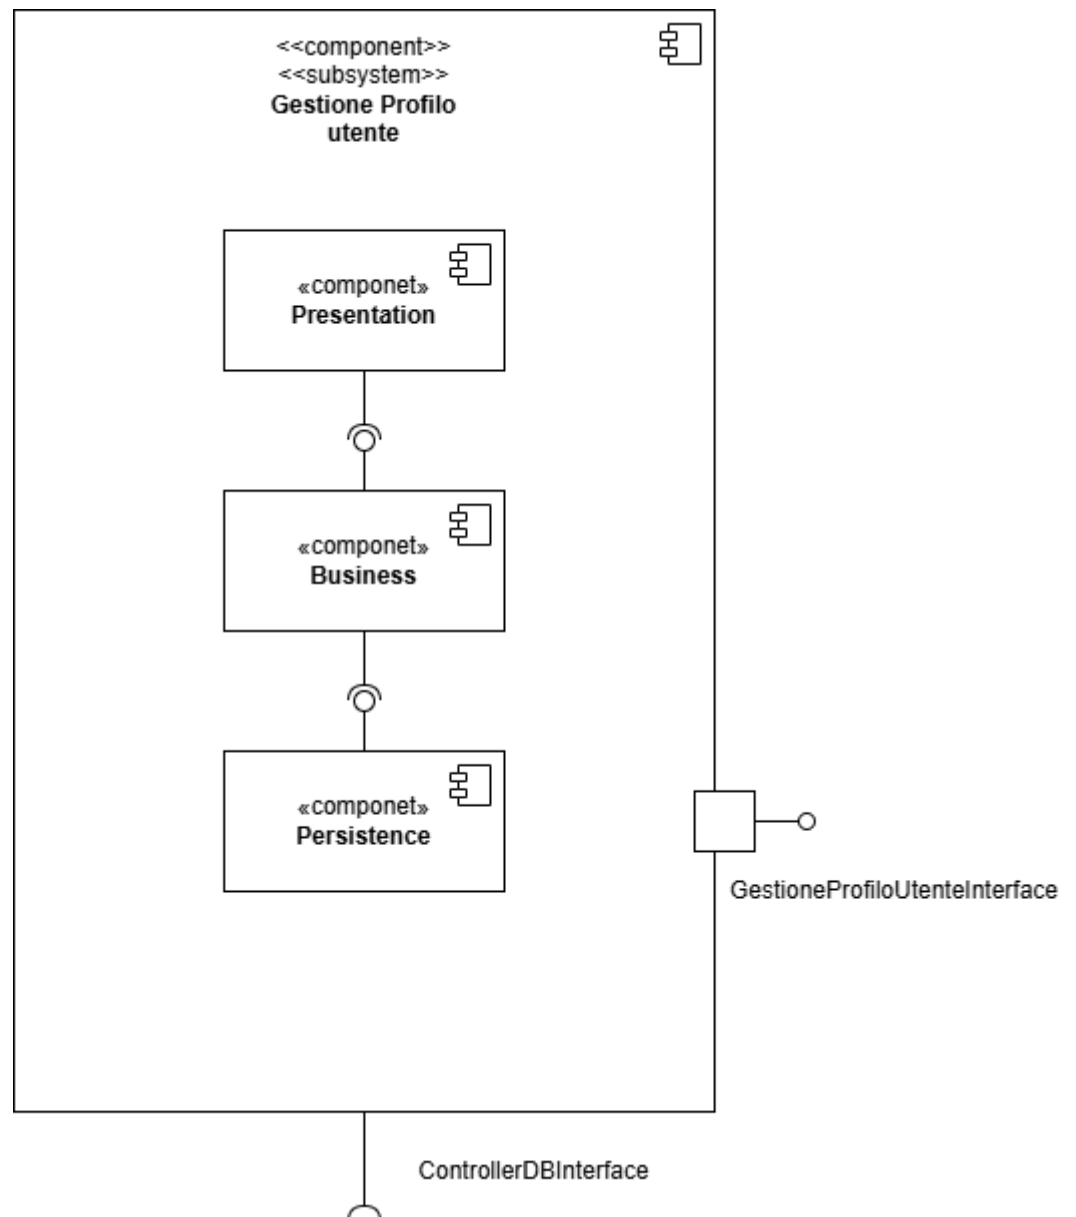 <<component>>
<<subsystem>>
Gestione Profilo
utente
«componet»
Presentation
«componet»
Business
«componet»
Persistence
GestioneProfiloUtenteInterface
ControllerDBInterface